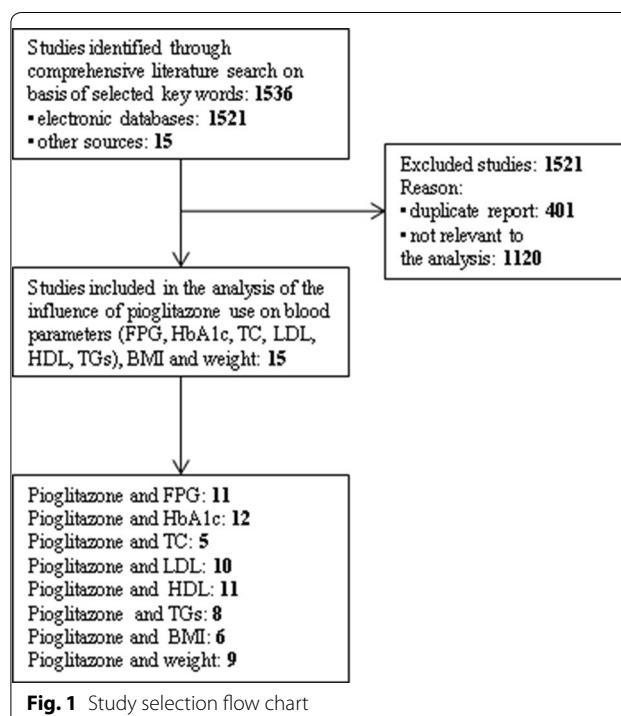 Studies identified through
comprehensive literature search on
basis of selected key words: 1536
▪ electronic databases: 1521
▪ other sources: 15
Excluded studies: 1521
Reason:
▪ duplicate report: 401
▪ not relevant to
the analysis: 1120
Studies included in the analysis of the
influence of pioglitazone use on blood
parameters (FPG, HbA1c, TC, LDL,
HDL, TGs), BMI and weight: 15
Pioglitazone and FPG: 11
Pioglitazone and HbA1c: 12
Pioglitazone and TC: 5
Pioglitazone and LDL: 10
Pioglitazone and HDL: 11
Pioglitazone and TGs: 8
Pioglitazone and BMI: 6
Pioglitazone and weight: 9
Fig. 1 Study selection flow chart